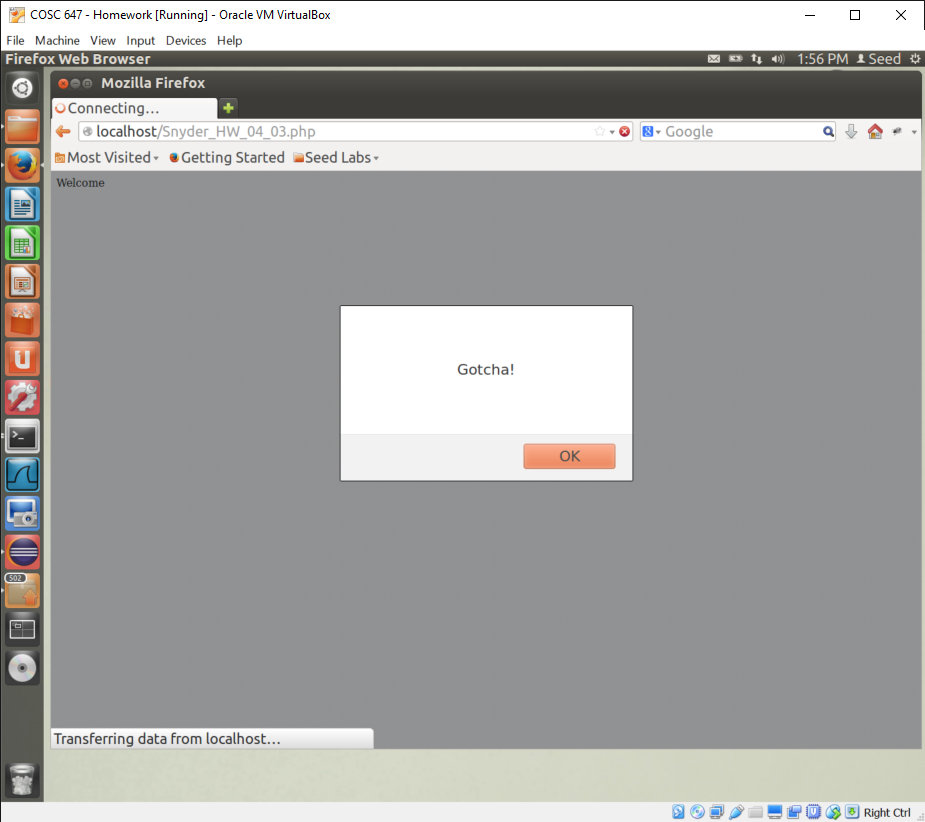 COSC 647 - Homework [Running] - Oracle VM VirtualBox
File Machine View Input Devices Help
Firefox Web Browser 1:56 PM Seed
Mozilla Firefox
Connecting...
localhost/Snyder_HW_04_03.php Google
Most Visited Getting Started Seed Labs
Welcome
Gotcha!
OK
502
Transferring data from localhost...
Right Ctrl